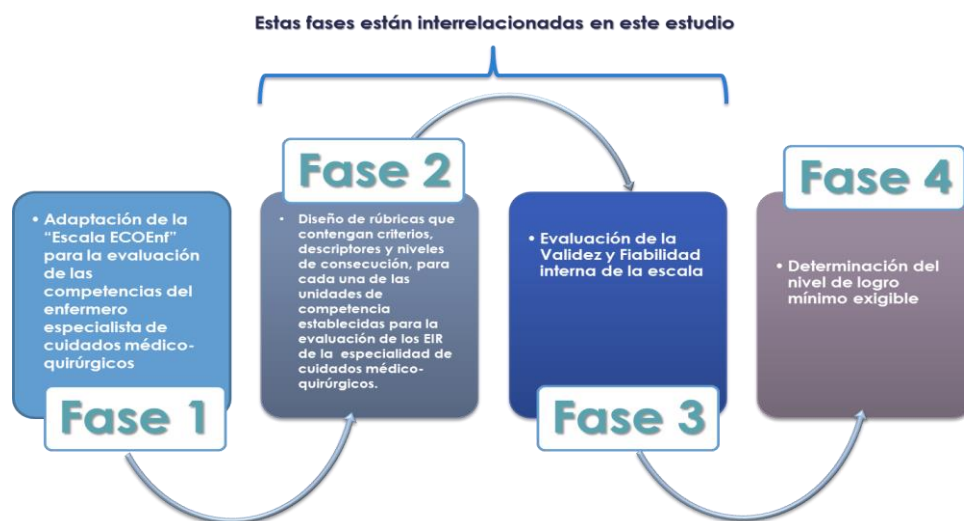 Estas fases están interrelacionadas en este estudio
Fase 1
• Adaptación de la
“Escala ECOEnf”
para la evaluación
de las
competencias del
enfermero
especialista de
cuidados médico-
quirúrgicos
Fase 2
• Diseño de rúbricas que
contengan criterios,
descriptores y niveles
de consecución, para
cada una de las
unidades de
competencia
establecidas para la
evaluación de los EIR
de la especialidad de
cuidados médico-
quirúrgicos.
Fase 3
• Evaluación de la
Validez y Fiabilidad
interna de la escala
Fase 4
• Determinación del
nivel de logro
mínimo exigible